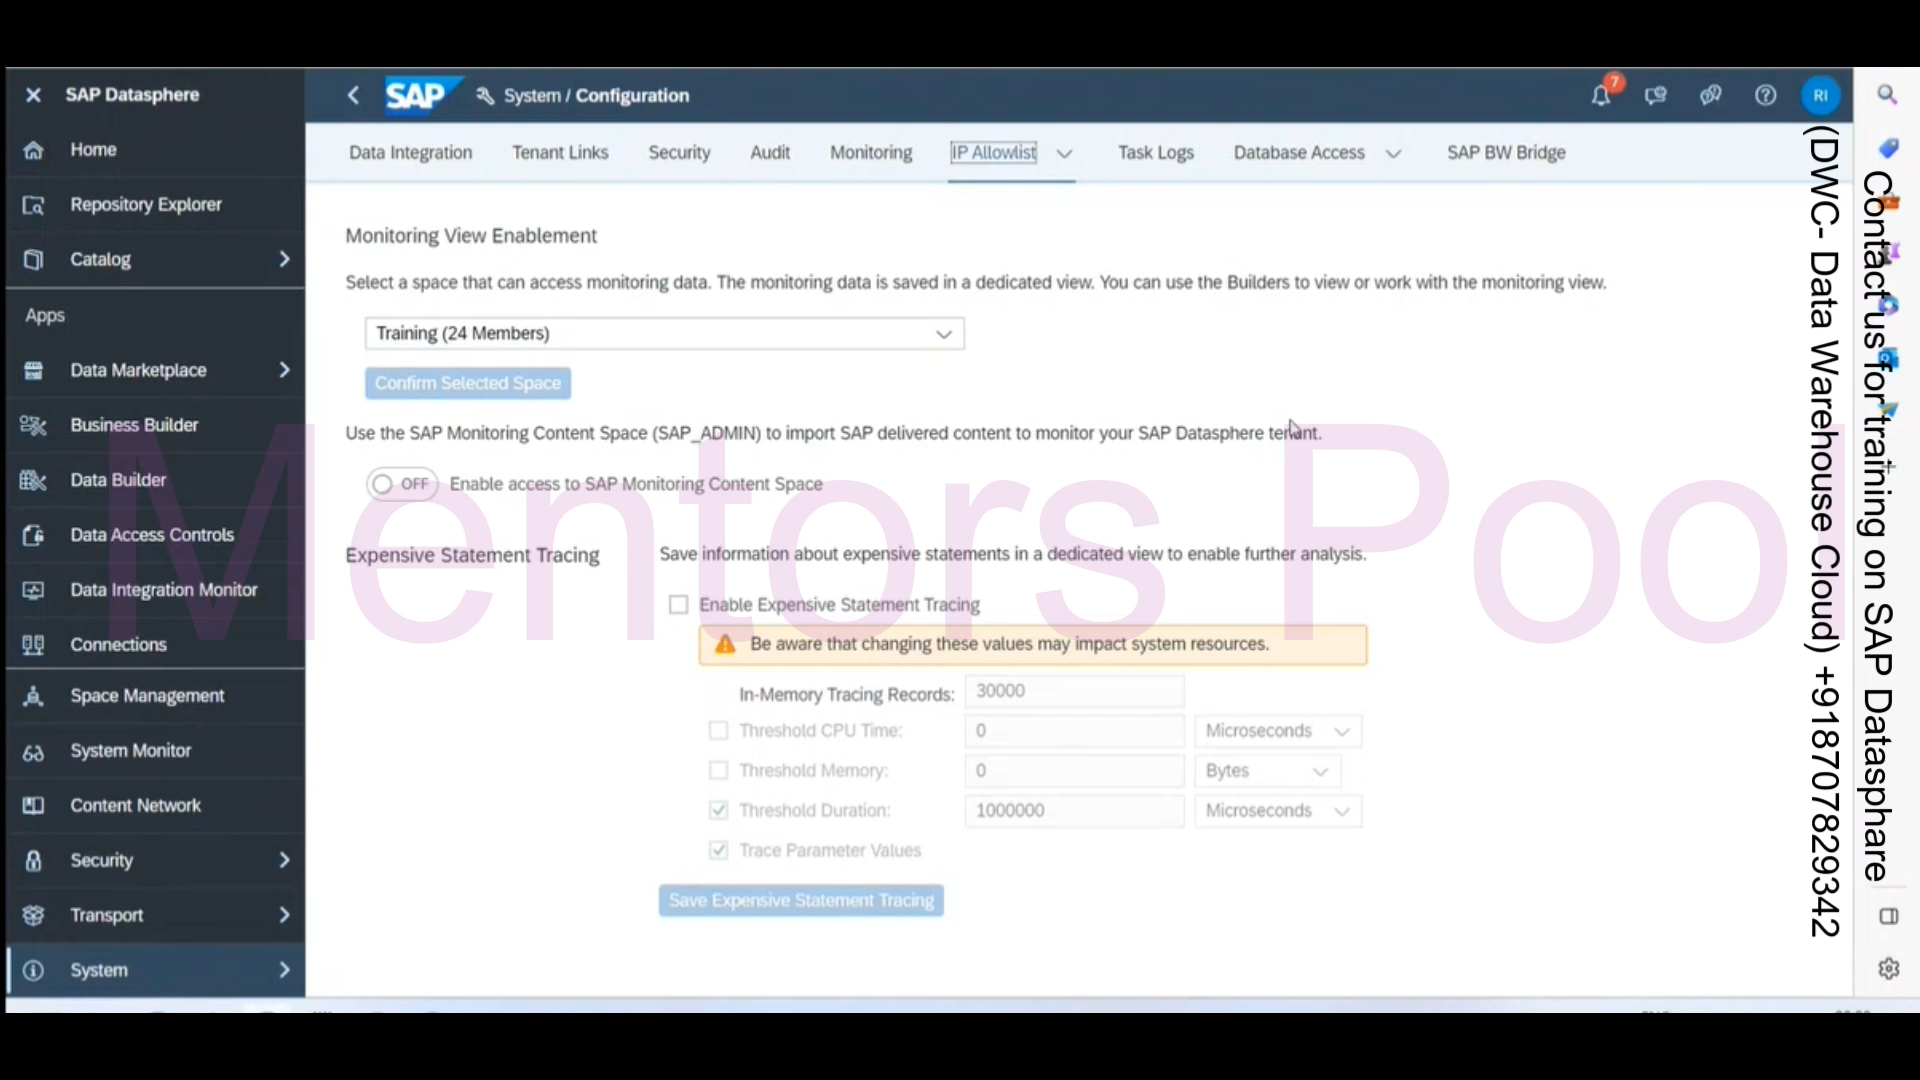 SAP Datasphere
Home
Repository Explorer
Catalog
Apps
Data Marketplace
Business Builder
Data Builder
Data Access Controls
Data Integration Monitor
Connections
Space Management
System Monitor
Content Network
Security
Transport
System
SAP System / Configuration
7
RI
Data Integration Tenant Links Security Audit Monitoring IP Allowlist Task Logs Database Access SAP BW Bridge
Monitoring View Enablement
Select a space that can access monitoring data. The monitoring data is saved in a dedicated view. You can use the Builders to view or work with the monitoring view.
Training (24 Members)
Confirm Selected Space
Use the SAP Monitoring Content Space (SAP_ADMIN) to import SAP delivered content to monitor your SAP Datasphere tenant.
OFF Enable access to SAP Monitoring Content Space
Expensive Statement Tracing Save information about expensive statements in a dedicated view to enable further analysis.
Enable Expensive Statement Tracing
Be aware that changing these values may impact system resources.
In-Memory Tracing Records: 30000
Threshold CPU Time: 0 Microseconds
Threshold Memory: 0 Bytes
Threshold Duration: 1000000 Microseconds
Trace Parameter Values
Save Expensive Statement Tracing
Mentors Pool
Contact us for training on SAP Datasphare
(DWC- Data Warehouse Cloud) +918707829342